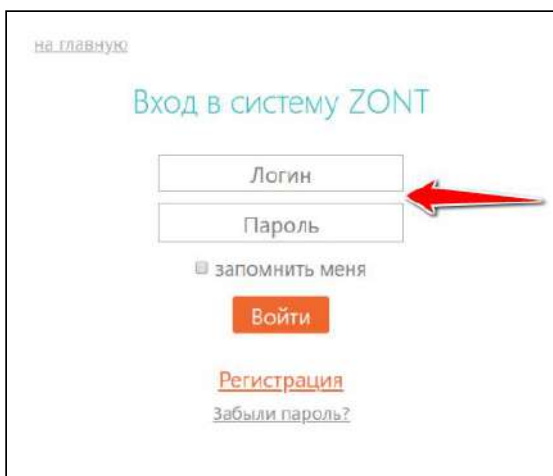 на главную
Вход в систему ZONT
Логин
Пароль
запомнить меня
Войти
Регистрация
Забыли пароль?